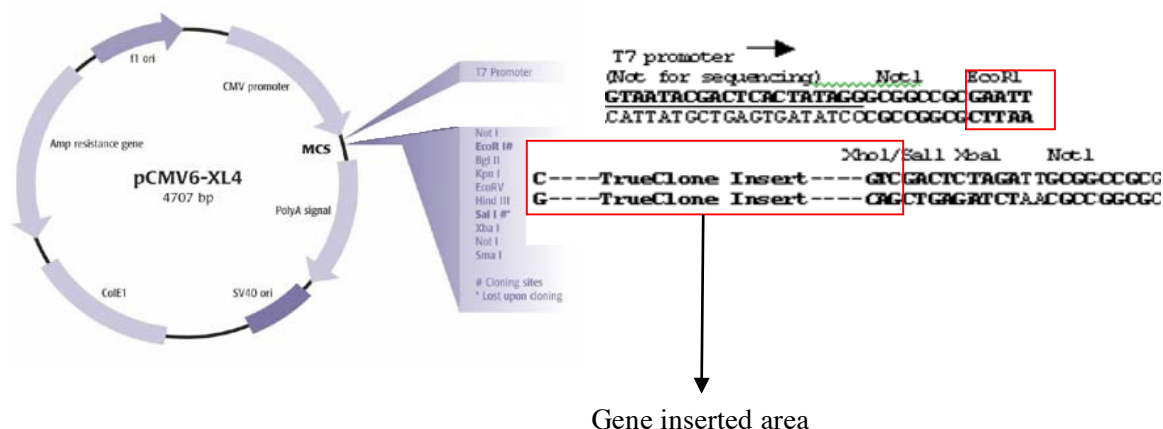 f1 ori
CMV promoter
Amp resistance gene
pCMV6-XL4
4707 bp
MCS
PolyA signal
SV40 ori
ColE1
T7 Promoter
Not I
EcoR I#
Bgl II
Kpn I
EcoRV
Hind III
Sal I #*
Xba I
Not I
Sma I
# Cloning sites
* Lost upon cloning
T7 promoter
(Not for sequencing) NotI EcoRI
GTAATACGACTCACTATAGGGCGGCCGCGAATT
CATTATGCTGAGTGATATCCCGCCGGCGCTTAA
XhoI/SalI XbaI NotI
C----TrueClone Insert----GTCGACTCTAGATTGCGGCCGCG
G----TrueClone Insert----CAGCTGAGATCTAACGCCGGCGC
Gene inserted area